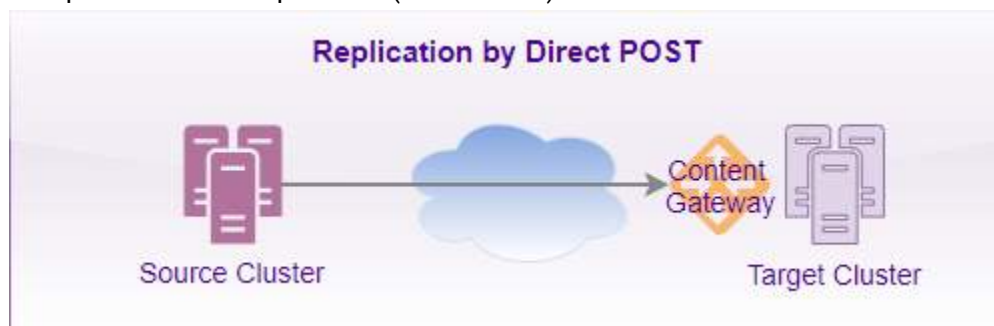 Replication by Direct POST
Content
Gateway
Source Cluster
Target Cluster